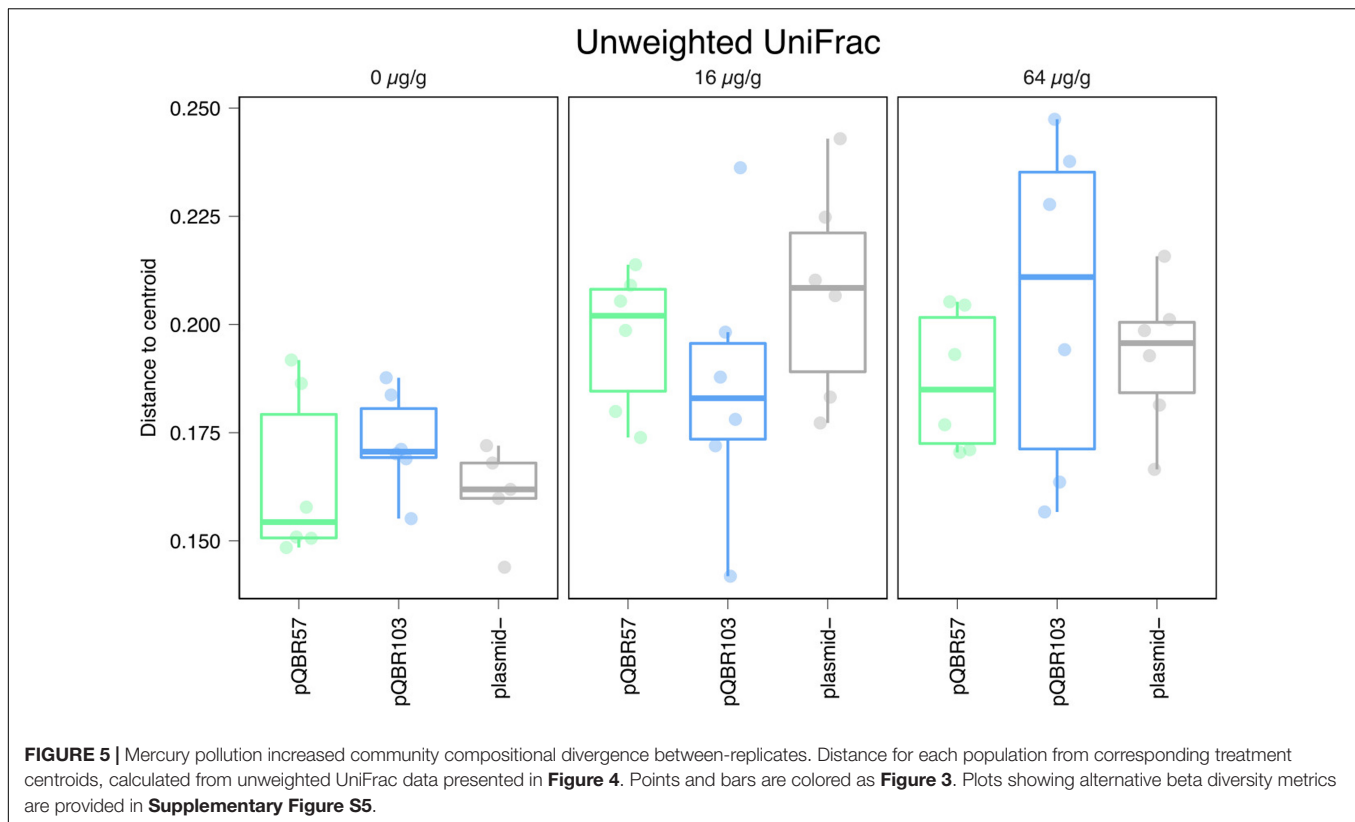 Unweighted UniFrac
0 µg/g
16 µg/g
64 µg/g
0.250
0.225
0.200
0.175
0.150
Distance to centroid
pQBR57
pQBR103
plasmid−
pQBR57
pQBR103
plasmid−
pQBR57
pQBR103
plasmid−
FIGURE 5 | Mercury pollution increased community compositional divergence between-replicates. Distance for each population from corresponding treatment
centroids, calculated from unweighted UniFrac data presented in Figure 4. Points and bars are colored as Figure 3. Plots showing alternative beta diversity metrics
are provided in Supplementary Figure S5.